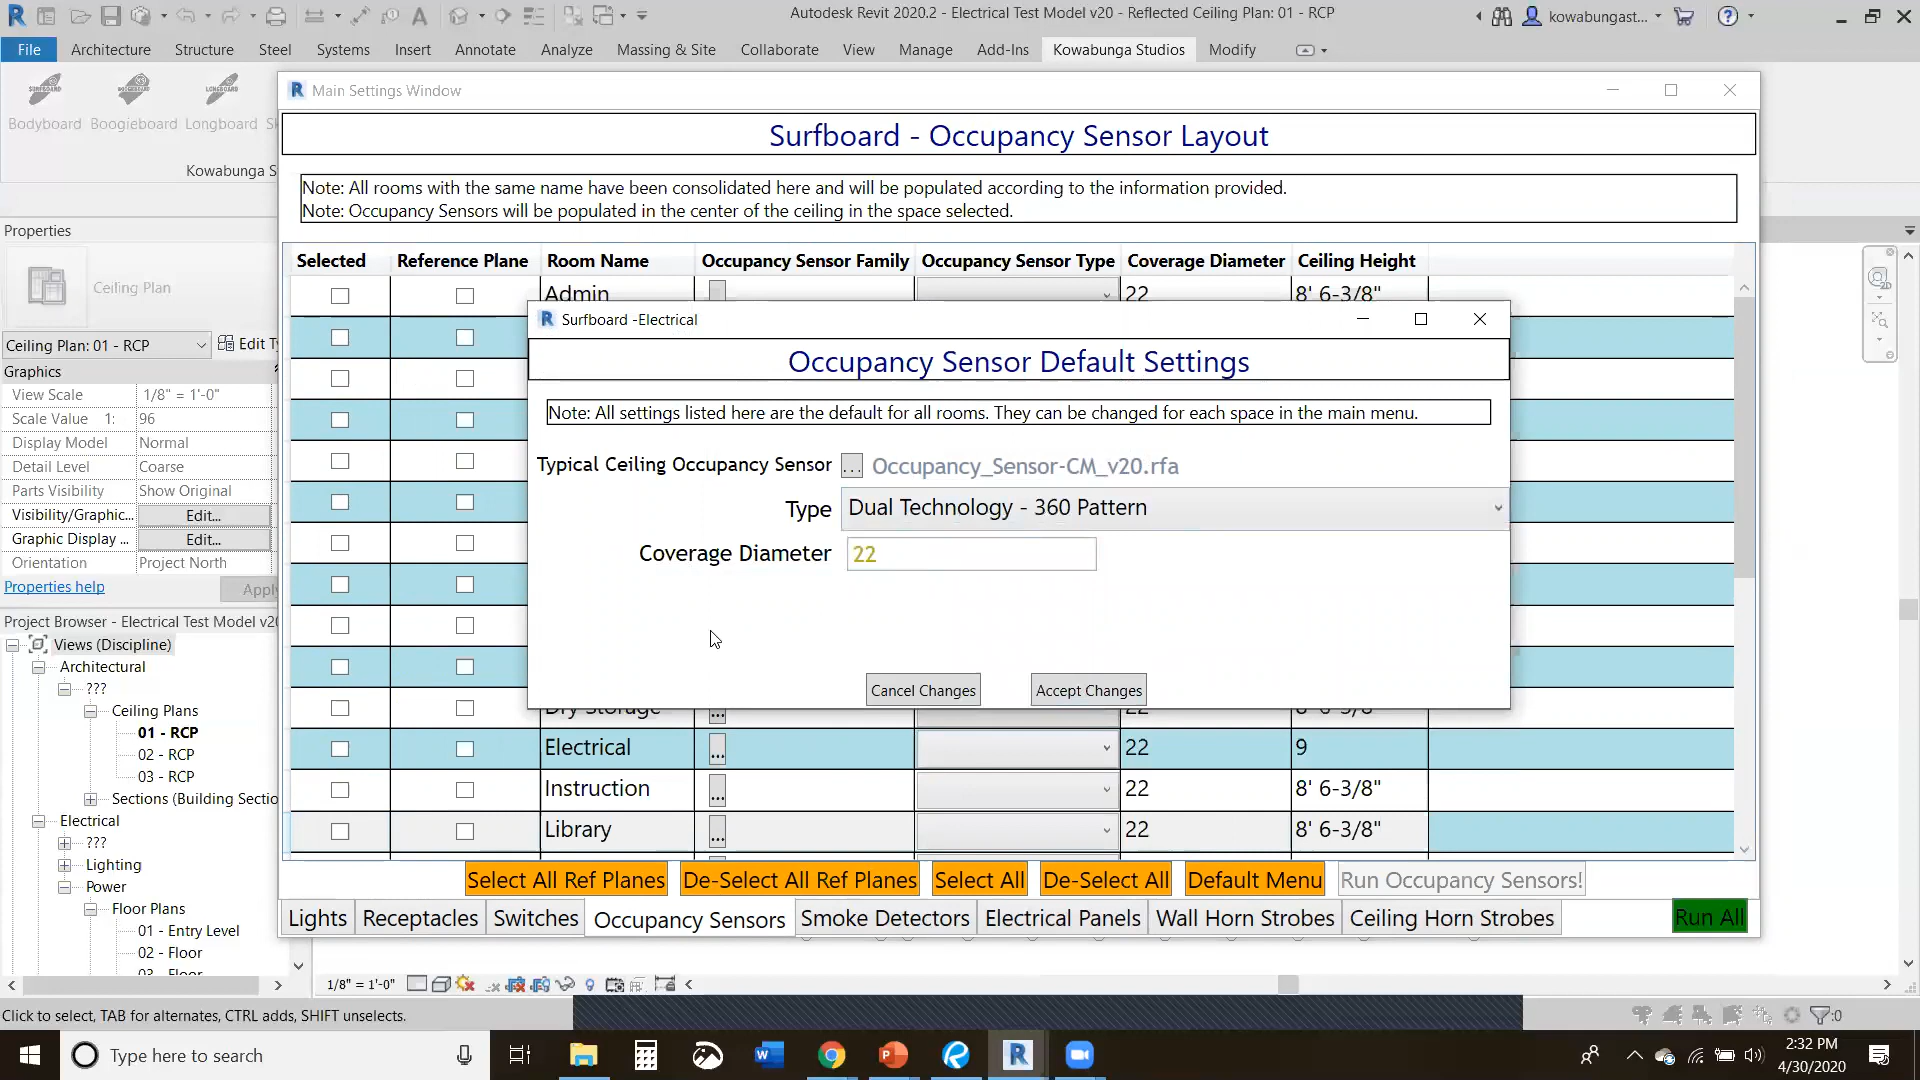 Autodesk Revit 2020.2 - Electrical Test Model v20 - Reflected Ceiling Plan: 01 - RCP
kowabungast...
File Architecture Structure Steel Systems Insert Annotate Analyze Massing & Site Collaborate View Manage Add-Ins Kowabunga Studios Modify
Bodyboard Boogieboard Longboard
Kowabunga S
Main Settings Window
Surfboard - Occupancy Sensor Layout
Note: All rooms with the same name have been consolidated here and will be populated according to the information provided.
Note: Occupancy Sensors will be populated in the center of the ceiling in the space selected.
Selected Reference Plane Room Name Occupancy Sensor Family Occupancy Sensor Type Coverage Diameter Ceiling Height
Admin 22 8' 6-3/8"
Surfboard -Electrical
Occupancy Sensor Default Settings
Note: All settings listed here are the default for all rooms. They can be changed for each space in the main menu.
Typical Ceiling Occupancy Sensor ... Occupancy_Sensor-CM_v20.rfa
Type Dual Technology - 360 Pattern
Coverage Diameter 22
Cancel Changes Accept Changes
Dry Storage ... 22 8' 6-3/8"
Electrical ... 22 9
Instruction ... 22 8' 6-3/8"
Library ... 22 8' 6-3/8"
Select All Ref Planes De-Select All Ref Planes Select All De-Select All Default Menu Run Occupancy Sensors!
Lights Receptacles Switches Occupancy Sensors Smoke Detectors Electrical Panels Wall Horn Strobes Ceiling Horn Strobes Run All
Properties
Ceiling Plan
Ceiling Plan: 01 - RCP Edit Ty
Graphics
View Scale 1/8" = 1'-0"
Scale Value 1: 96
Display Model Normal
Detail Level Coarse
Parts Visibility Show Original
Visibility/Graphic... Edit...
Graphic Display ... Edit...
Orientation Project North
Properties help Apply
Project Browser - Electrical Test Model v20
Views (Discipline)
Architectural
???
Ceiling Plans
01 - RCP
02 - RCP
03 - RCP
Sections (Building Sectio
Electrical
???
Lighting
Power
Floor Plans
01 - Entry Level
02 - Floor
03 - Floor
1/8" = 1'-0"
Click to select, TAB for alternates, CTRL adds, SHIFT unselects.
:0
Type here to search
2:32 PM
4/30/2020